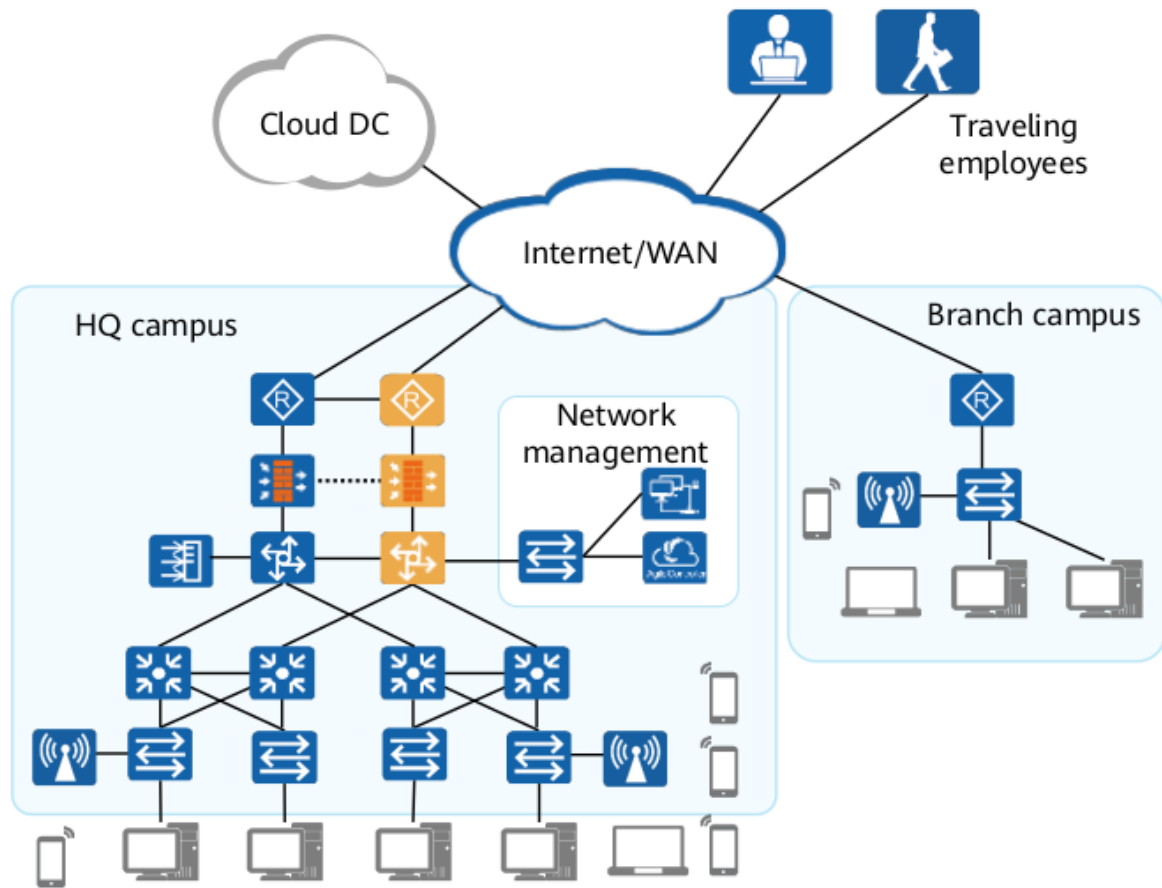 Cloud DC
Traveling
employees
Internet/WAN
HQ campus
Branch campus
R
R
R
Network
management